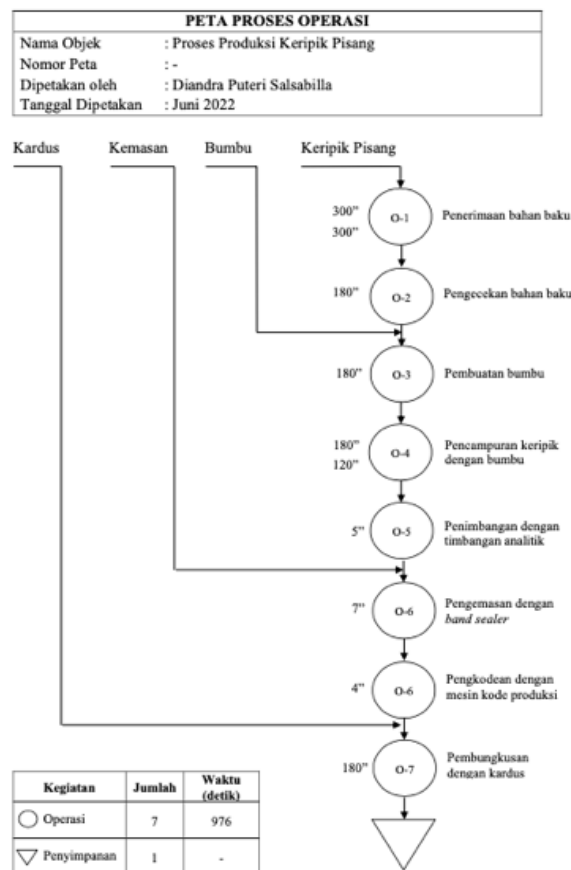 PETA PROSES OPERASI
Nama Objek : Proses Produksi Keripik Pisang
Nomor Peta : -
Dipetakan oleh : Diandra Puteri Salsabilla
Tanggal Dipetakan : Juni 2022
Kardus Kemasan Bumbu Keripik Pisang
300”
300”
O-1
Penerimaan bahan baku
180”
O-2
Pengecekan bahan baku
180”
O-3
Pembuatan bumbu
180”
120”
O-4
Pencampuran keripik
dengan bumbu
5”
O-5
Penimbangan dengan
timbangan analitik
7”
O-6
Pengemasan dengan
band sealer
4”
O-6
Pengkodean dengan
mesin kode produksi
180”
O-7
Pembungkusan
dengan kardus
Kegiatan Jumlah Waktu
(detik)
Operasi 7 976
Penyimpanan 1 -